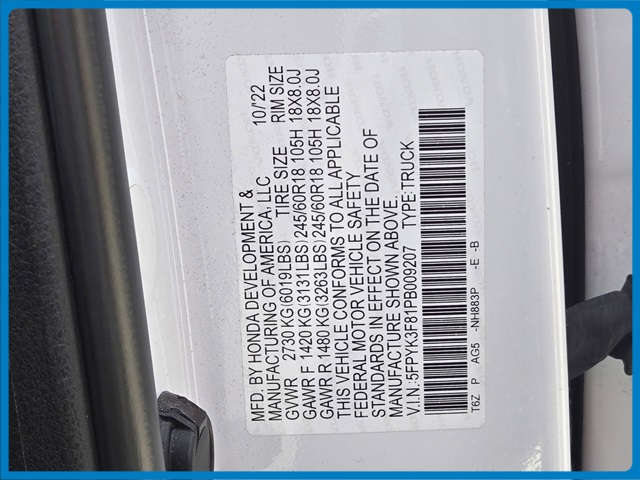 MFD. BY HONDA DEVELOPMENT &
MANUFACTURING OF AMERICA, LLC 10/'22
GVWR 2730 KG (6019LBS) TIRE SIZE RIM SIZE
GAWR F 1420 KG (3131LBS) 245/60R18 105H 18X8.0J
GAWR R 1480 KG (3263LBS) 245/60R18 105H 18X8.0J
THIS VEHICLE CONFORMS TO ALL APPLICABLE
FEDERAL MOTOR VEHICLE SAFETY
STANDARDS IN EFFECT ON THE DATE OF
MANUFACTURE SHOWN ABOVE.
V.I.N.:5FPYK3F81PB009207 TYPE:TRUCK
T6Z P AG5 -NH883P -E -B